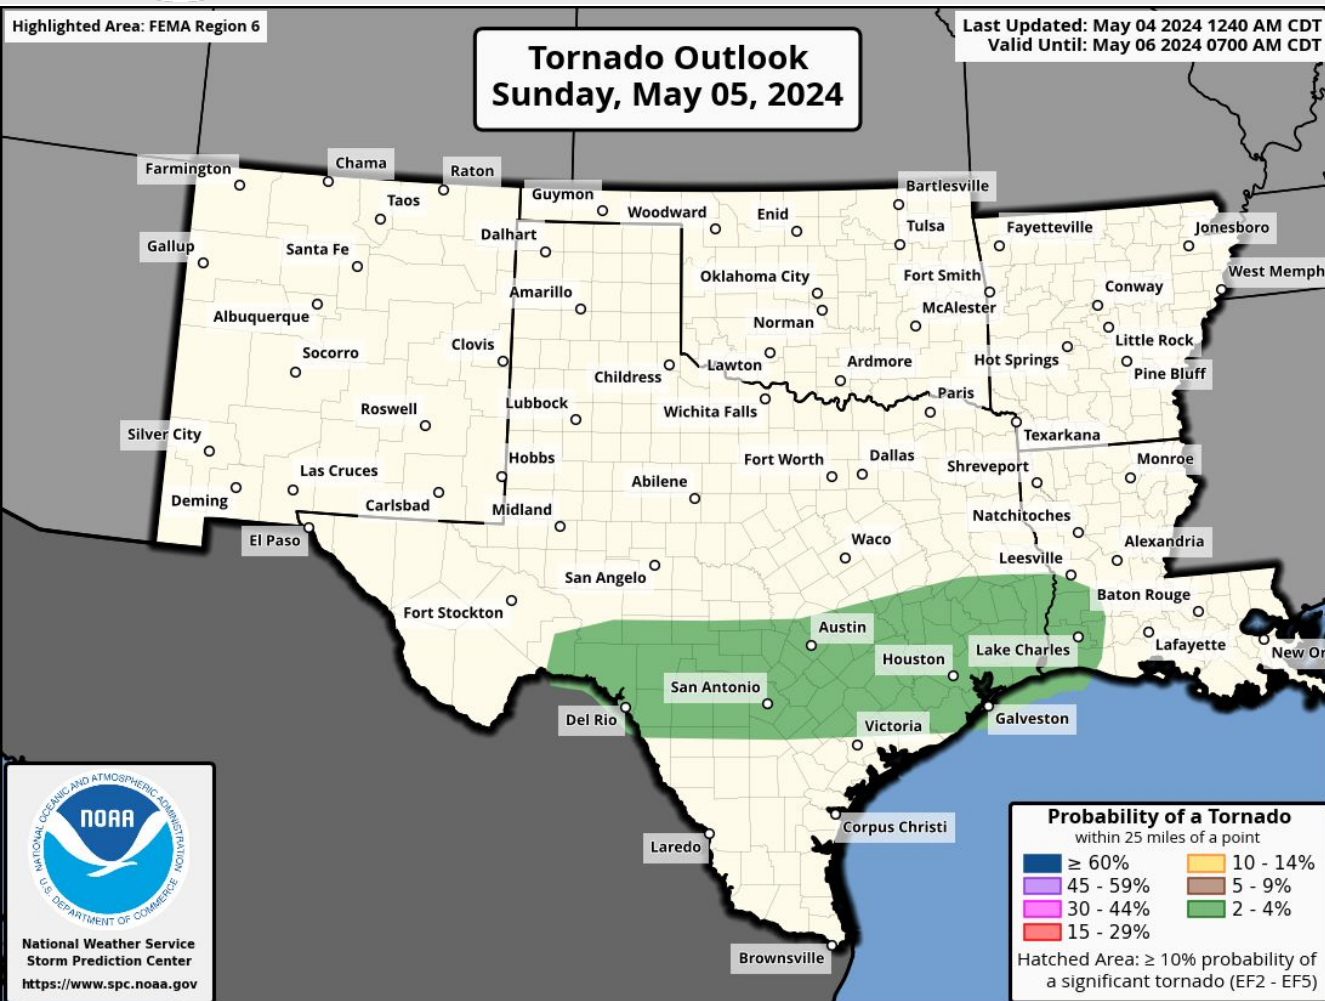 Highlighted Area: FEMA Region 6
Last Updated: May 04 2024 1240 AM CDT
Valid Until: May 06 2024 0700 AM CDT
Tornado Outlook
Sunday, May 05, 2024
Farmington
Chama
Raton
Taos
Guymon
Woodward
Enid
Bartlesville
Tulsa
Fayetteville
Jonesboro
Gallup
Santa Fe
Dalhart
Oklahoma City
Fort Smith
West Memph
Amarillo
Conway
Albuquerque
Norman
McAlester
Little Rock
Socorro
Clovis
Lawton
Ardmore
Hot Springs
Pine Bluff
Childress
Roswell
Lubbock
Wichita Falls
Paris
Silver City
Texarkana
Las Cruces
Hobbs
Fort Worth
Dallas
Shreveport
Monroe
Deming
Carlsbad
Midland
Abilene
Natchitoches
El Paso
Waco
Alexandria
San Angelo
Leesville
Fort Stockton
Baton Rouge
Austin
Lake Charles
Lafayette
New Or
Houston
San Antonio
Del Rio
Victoria
Galveston
Corpus Christi
Laredo
Brownsville
NATIONAL OCEANIC AND ATMOSPHERIC ADMINISTRATION
NOAA
U.S. DEPARTMENT OF COMMERCE
National Weather Service
Storm Prediction Center
https://www.spc.noaa.gov
Probability of a Tornado
within 25 miles of a point
≥ 60%
45 - 59%
30 - 44%
15 - 29%
10 - 14%
5 - 9%
2 - 4%
Hatched Area: ≥ 10% probability of
a significant tornado (EF2 - EF5)